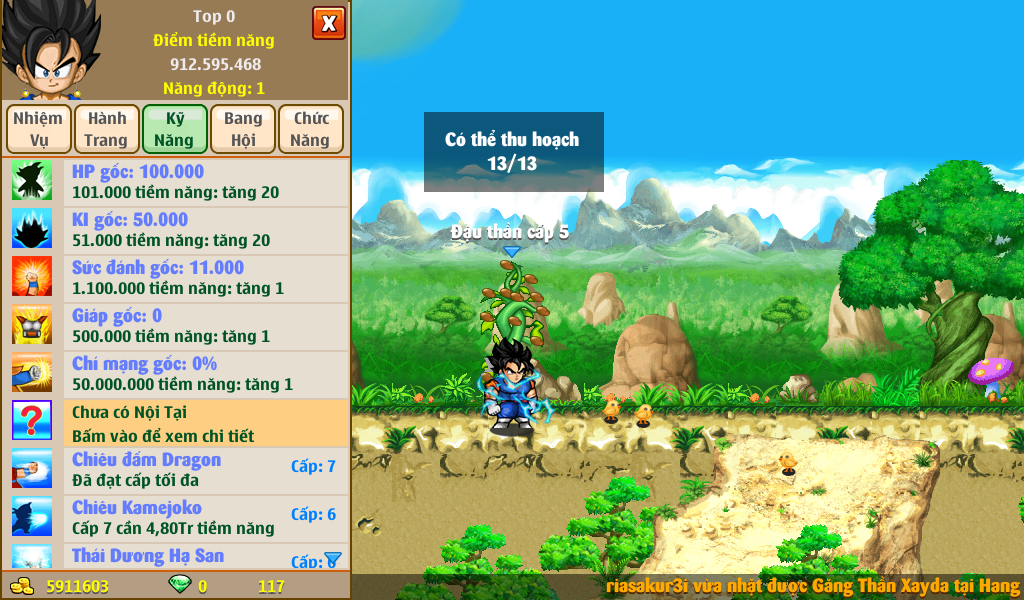 Top 0
X
Điểm tiềm năng
912.595.468
Năng động: 1
Nhiệm Vụ
Hành Trang
Kỹ Năng
Bang Hội
Chức Năng
HP gốc: 100.000
101.000 tiềm năng: tăng 20
KI gốc: 50.000
51.000 tiềm năng: tăng 20
Sức đánh gốc: 11.000
1.100.000 tiềm năng: tăng 1
Giáp gốc: 0
500.000 tiềm năng: tăng 1
Chí mạng gốc: 0%
50.000.000 tiềm năng: tăng 1
?
Chưa có Nội Tại
Bấm vào để xem chi tiết
Chiêu đấm Dragon
Cấp: 7
Đã đạt cấp tối đa
Chiêu Kamejoko
Cấp: 6
Cấp 7 cần 4,80Tr tiềm năng
Thái Dương Hạ San
Cấp:
5911603
0
117
Có thể thu hoạch
13/13
Đậu thần cấp 5
riasakur3i vừa nhặt được Găng Thần Xayda tại Hang